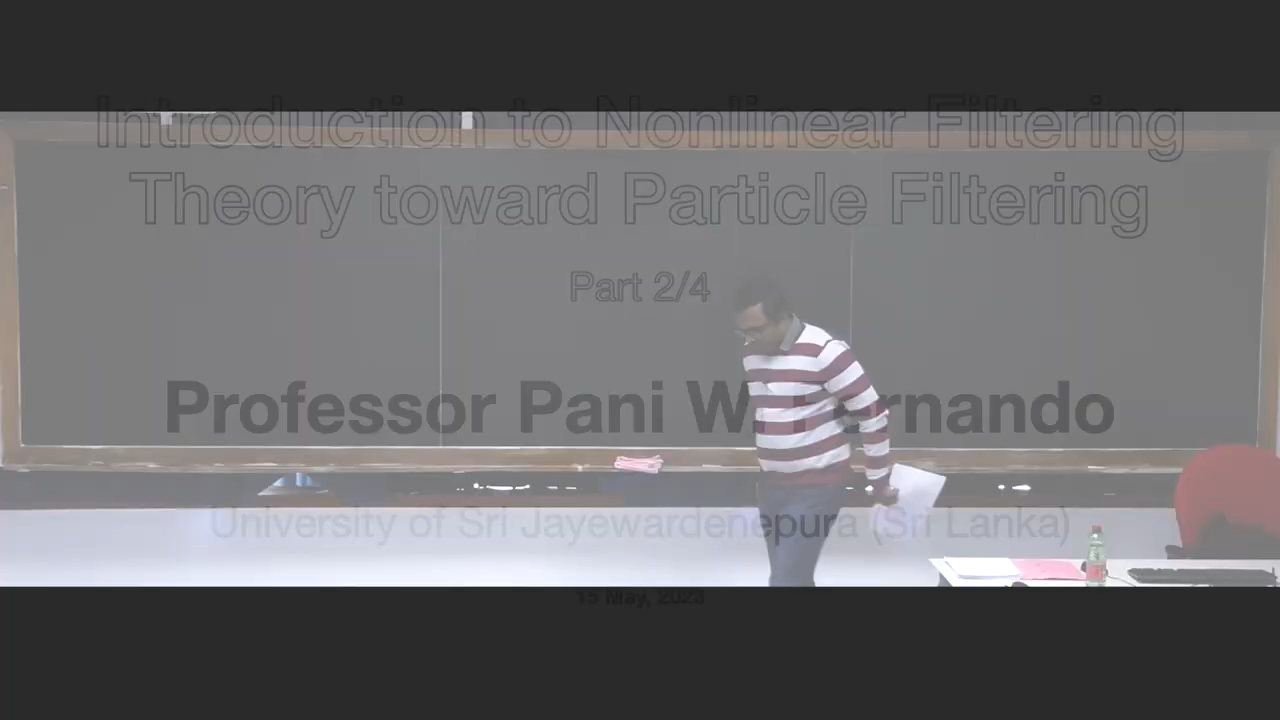 Introduction to Nonlinear Filtering
Theory toward Particle Filtering
Part 2/4
Professor Pani W. Fernando
University of Sri Jayewardenepura (Sri Lanka)
15 May, 2023